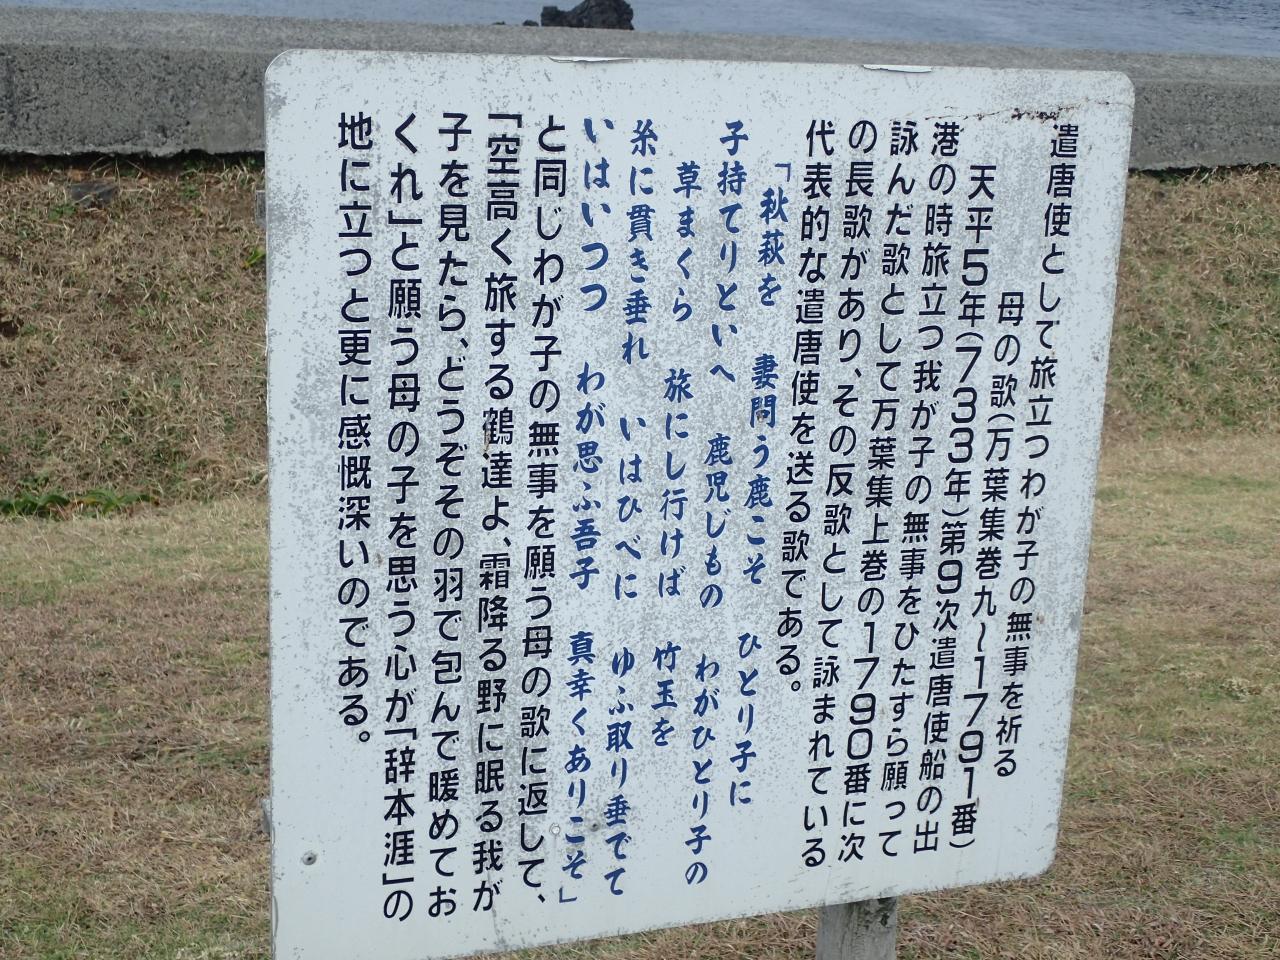 遣唐使として旅立つわが子の無事を祈る
母の歌(万葉集巻九〜1791番)
天平5年(733年)第9次遣唐使船の出
港の時旅立つ我が子の無事をひたすら願って
詠んだ歌として万葉集上巻の1790番に次
の長歌があり、その反歌として詠まれている
代表的な遣唐使を送る歌である。
「秋萩を 妻問う鹿こそ ひとり子に
子持てりといへ 鹿児じもの わがひとり子の
草まくら 旅にし行けば 竹玉を
糸に貫き垂れ いはひべに ゆふ取り垂でて
いはいつつ わが思ふ吾子 真幸くありこそ」
と同じわが子の無事を願う母の歌に返して、
「空高く旅する鶴達よ、霜降る野に眠る我が
子を見たら、どうぞその羽で包んで暖めてお
くれ」と願う母の子を思う心が「辞本涯」の
地に立つと更に感慨深いのである。